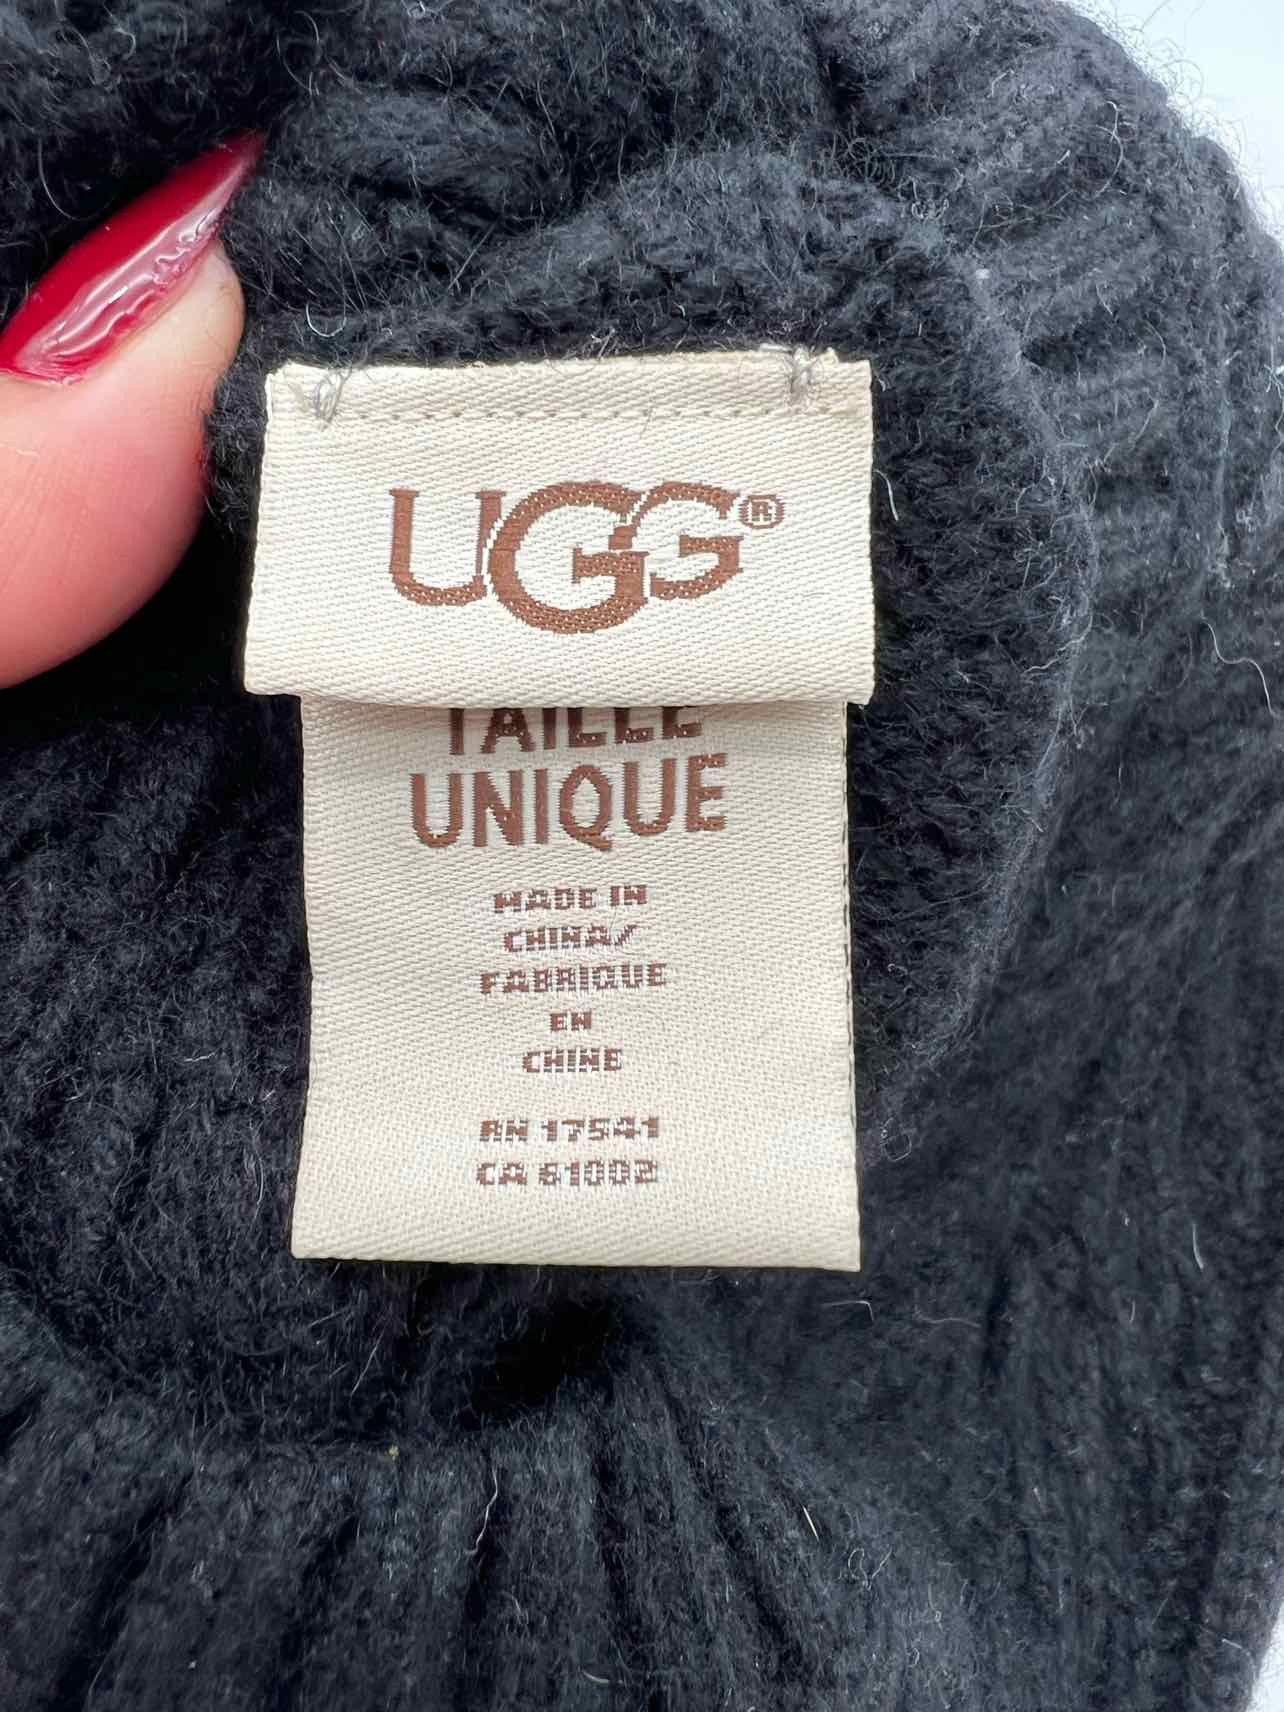 UGG®
TAILLE
UNIQUE
MADE IN
CHINA/
FABRIQUE
EN
CHINE
RN 17541
CA 61002